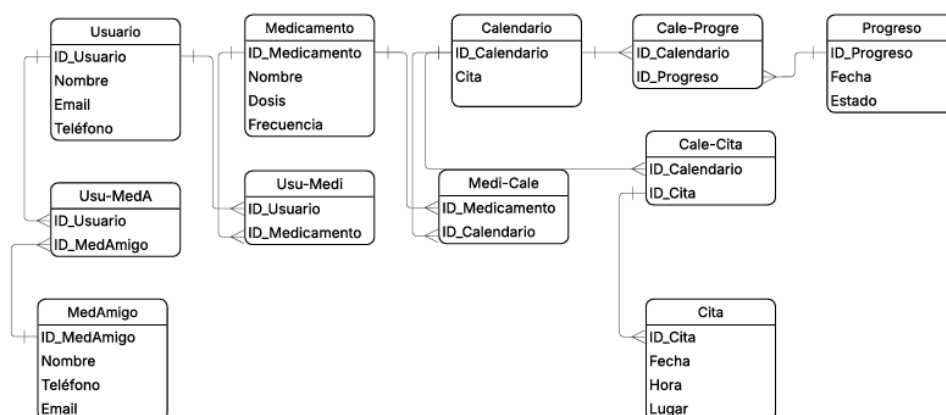 Usuario
ID_Usuario
Nombre
Email
Teléfono
Medicamento
ID_Medicamento
Nombre
Dosis
Frecuencia
Calendario
ID_Calendario
Cita
Cale-Progre
ID_Calendario
ID_Progreso
Progreso
ID_Progreso
Fecha
Estado
Usu-MedA
ID_Usuario
ID_MedAmigo
Usu-Medi
ID_Usuario
ID_Medicamento
Medi-Cale
ID_Medicamento
ID_Calendario
Cale-Cita
ID_Calendario
ID_Cita
MedAmigo
ID_MedAmigo
Nombre
Teléfono
Email
Cita
ID_Cita
Fecha
Hora
Lugar